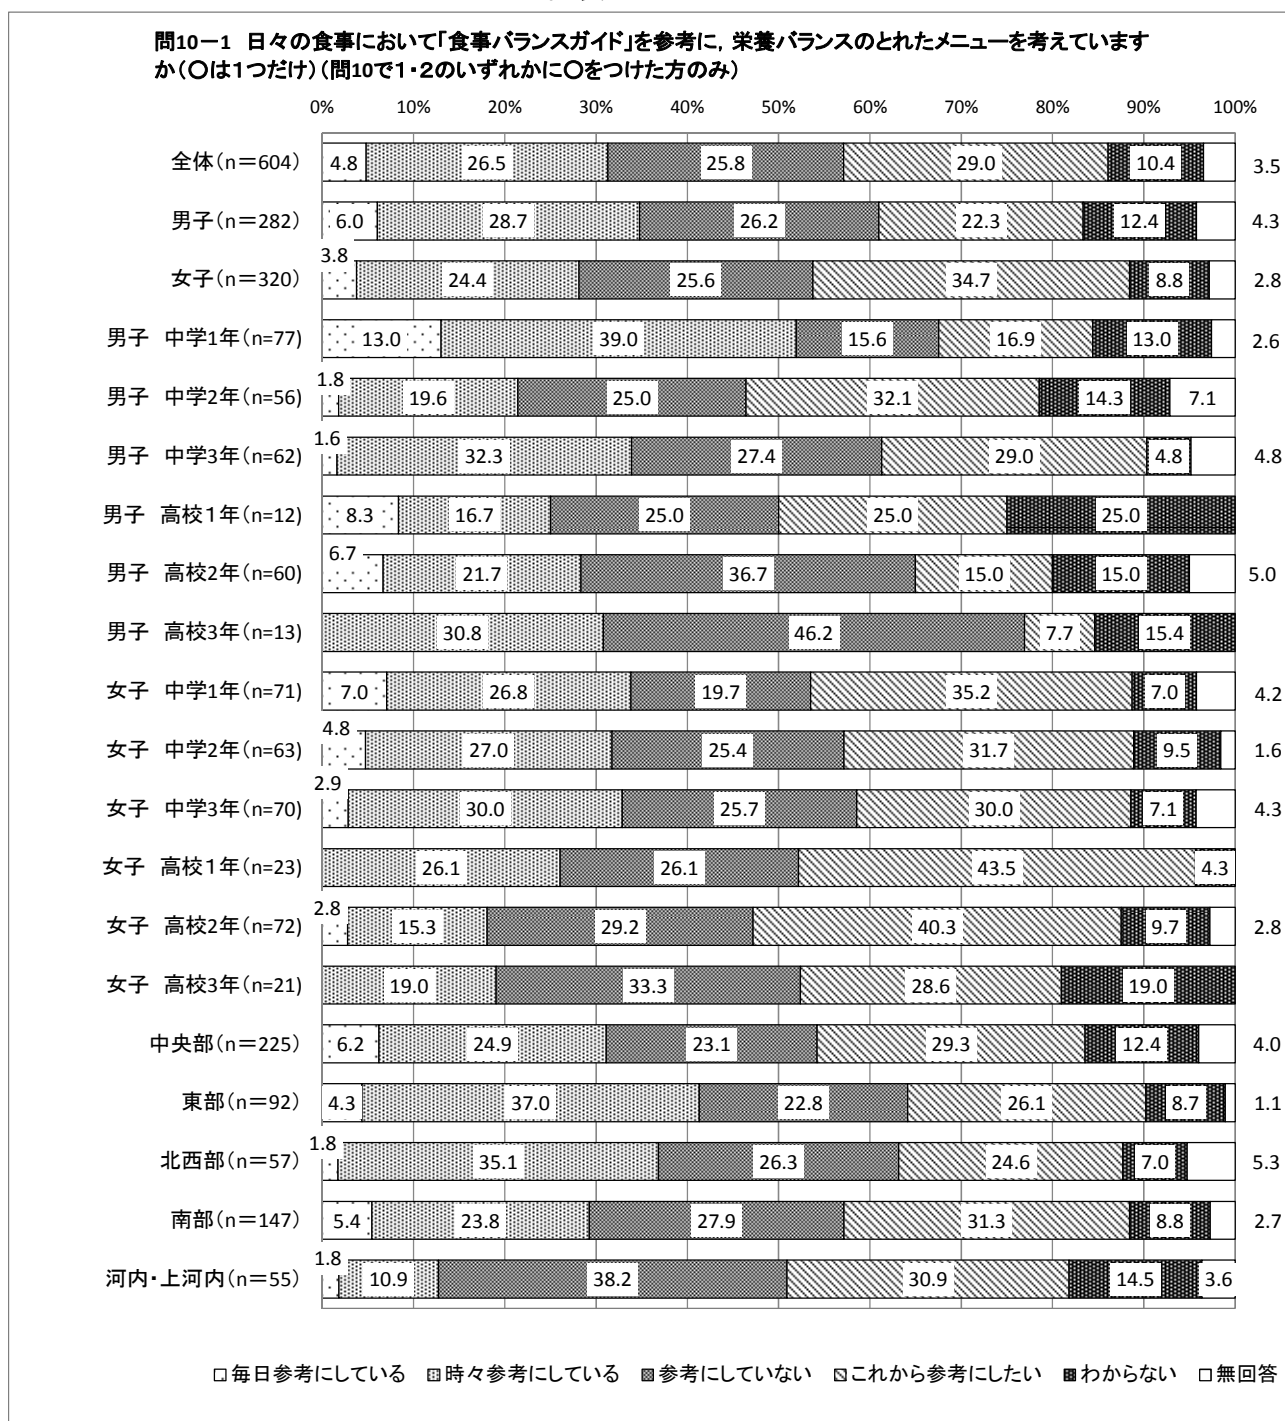 問10－1　日々の食事において「食事バランスガイド」を参考に，栄養バランスのとれたメニューを考えています
か（〇は1つだけ）（問10で１・２のいずれかに〇をつけた方のみ）
0% 10% 20% 30% 40% 50% 60% 70% 80% 90% 100%
全体（n＝604） 4.8 26.5 25.8 29.0 10.4 3.5
男子（n＝282） 6.0 28.7 26.2 22.3 12.4 4.3
女子（n＝320） 3.8 24.4 25.6 34.7 8.8 2.8
男子　中学1年（n=77) 13.0 39.0 15.6 16.9 13.0 2.6
男子　中学2年（n=56) 1.8 19.6 25.0 32.1 14.3 7.1
男子　中学3年（n=62) 1.6 32.3 27.4 29.0 4.8 4.8
男子　高校１年（n=12) 8.3 16.7 25.0 25.0 25.0
男子　高校2年（n=60) 6.7 21.7 36.7 15.0 15.0 5.0
男子　高校3年（n=13) 30.8 46.2 7.7 15.4
女子　中学1年（n=71) 7.0 26.8 19.7 35.2 7.0 4.2
女子　中学2年（n=63) 4.8 27.0 25.4 31.7 9.5 1.6
女子　中学3年（n=70) 2.9 30.0 25.7 30.0 7.1 4.3
女子　高校１年（n=23) 26.1 26.1 43.5 4.3
女子　高校2年（n=72) 2.8 15.3 29.2 40.3 9.7 2.8
女子　高校3年（n=21) 19.0 33.3 28.6 19.0
中央部（n＝225） 6.2 24.9 23.1 29.3 12.4 4.0
東部（n＝92） 4.3 37.0 22.8 26.1 8.7 1.1
北西部（n＝57） 1.8 35.1 26.3 24.6 7.0 5.3
南部（n＝147） 5.4 23.8 27.9 31.3 8.8 2.7
河内・上河内（n＝55） 1.8 10.9 38.2 30.9 14.5 3.6
毎日参考にしている 時々参考にしている 参考にしていない これから参考にしたい わからない 無回答